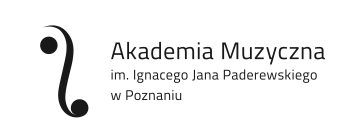 Akademia Muzyczna
im. Ignacego Jana Paderewskiego
w Poznaniu